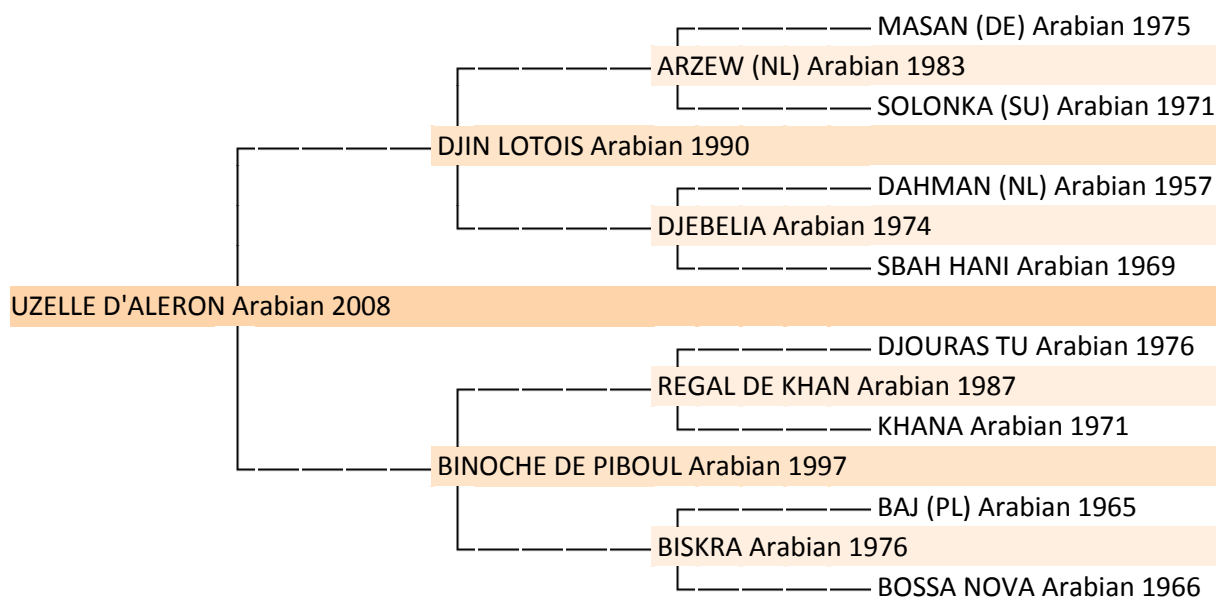 MASAN (DE) Arabian 1975
ARZEW (NL) Arabian 1983
SOLONKA (SU) Arabian 1971
DJIN LOTOIS Arabian 1990
DAHMAN (NL) Arabian 1957
DJEBELIA Arabian 1974
SBAH HANI Arabian 1969
UZELLE D'ALERON Arabian 2008
DJOURAS TU Arabian 1976
REGAL DE KHAN Arabian 1987
KHANA Arabian 1971
BINOCHE DE PIBOUL Arabian 1997
BAJ (PL) Arabian 1965
BISKRA Arabian 1976
BOSSA NOVA Arabian 1966